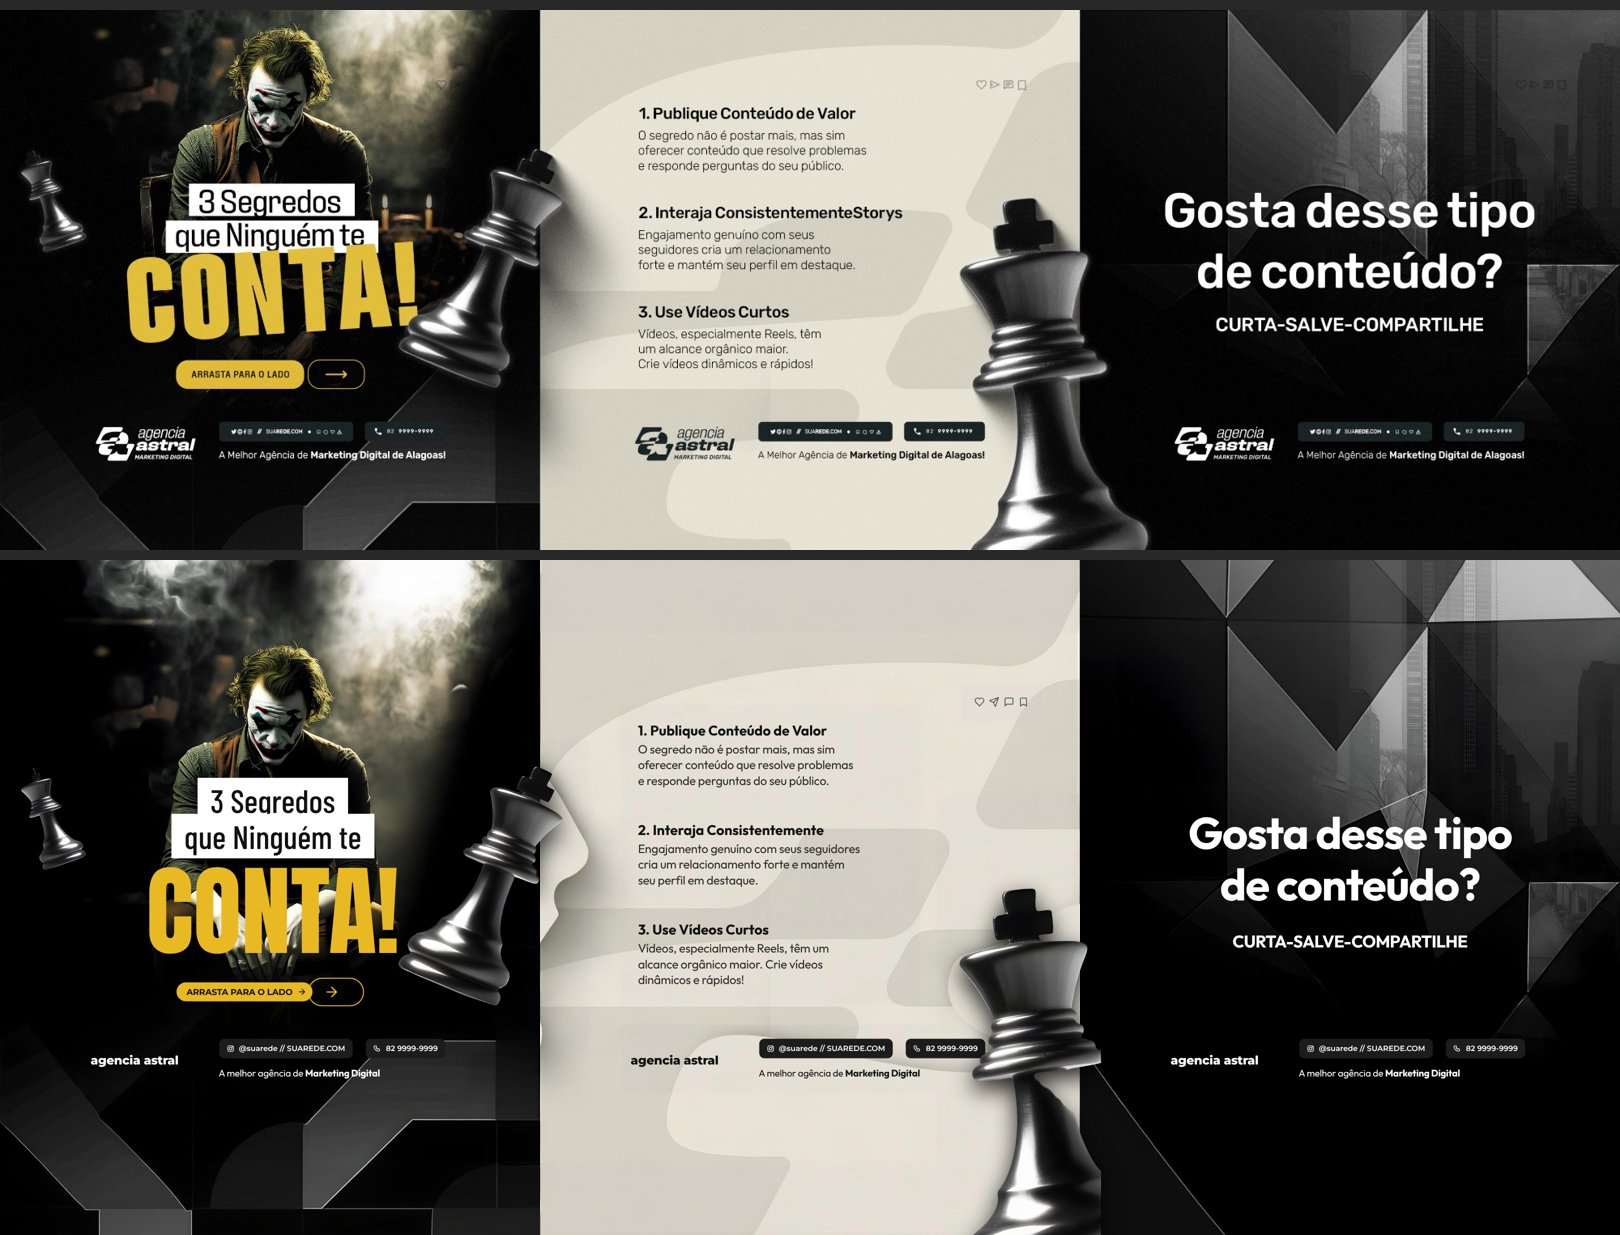 3 Segredos
que Ninguém te
CONTA!
ARRASTA PARA O LADO
agencia
astral
MARKETING DIGITAL
// SUAREDE.COM
82 9999-9999
A Melhor Agência de Marketing Digital de Alagoas!
1. Publique Conteúdo de Valor
O segredo não é postar mais, mas sim
oferecer conteúdo que resolve problemas
e responde perguntas do seu público.
2. Interaja ConsistentementeStorys
Engajamento genuíno com seus
seguidores cria um relacionamento
forte e mantém seu perfil em destaque.
3. Use Vídeos Curtos
Vídeos, especialmente Reels, têm
um alcance orgânico maior.
Crie vídeos dinâmicos e rápidos!
agencia
astral
MARKETING DIGITAL
// SUAREDE.COM
82 9999-9999
A Melhor Agência de Marketing Digital de Alagoas!
Gosta desse tipo
de conteúdo?
CURTA-SALVE-COMPARTILHE
agencia
astral
MARKETING DIGITAL
// SUAREDE.COM
82 9999-9999
A Melhor Agência de Marketing Digital de Alagoas!
3 Segredos
que Ninguém te
CONTA!
ARRASTA PARA O LADO
agencia astral
@suarede // SUAREDE.COM
82 9999-9999
A melhor agência de Marketing Digital
1. Publique Conteúdo de Valor
O segredo não é postar mais, mas sim
oferecer conteúdo que resolve problemas
e responde perguntas do seu público.
2. Interaja Consistentemente
Engajamento genuíno com seus seguidores
cria um relacionamento forte e mantém
seu perfil em destaque.
3. Use Vídeos Curtos
Vídeos, especialmente Reels, têm um
alcance orgânico maior. Crie vídeos
dinâmicos e rápidos!
agencia astral
@suarede // SUAREDE.COM
82 9999-9999
A melhor agência de Marketing Digital
Gosta desse tipo
de conteúdo?
CURTA-SALVE-COMPARTILHE
agencia astral
@suarede // SUAREDE.COM
82 9999-9999
A melhor agência de Marketing Digital